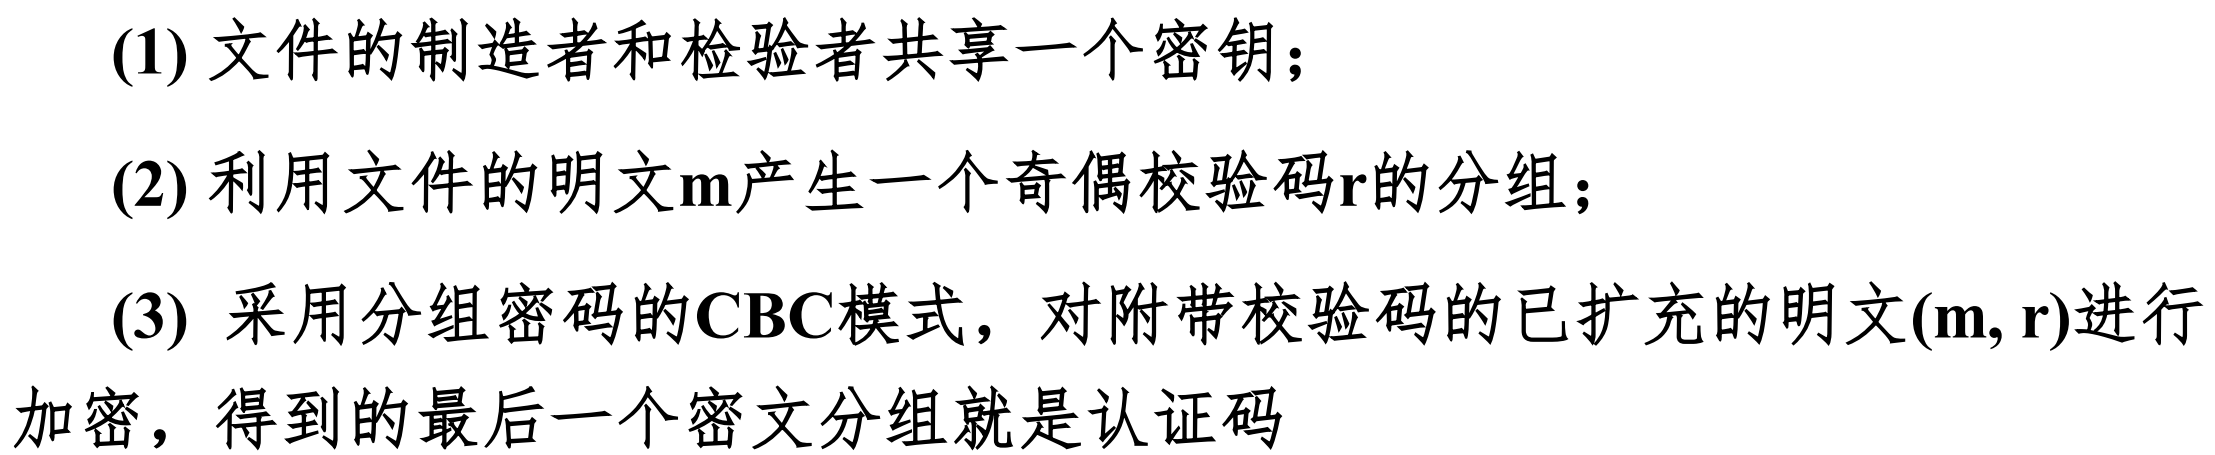 (1) 文件的制造者和检验者共享一个密钥；
(2) 利用文件的明文m产生一个奇偶校验码r的分组；
(3) 采用分组密码的CBC模式，对附带校验码的已扩充的明文(m, r)进行
加密，得到的最后一个密文分组就是认证码